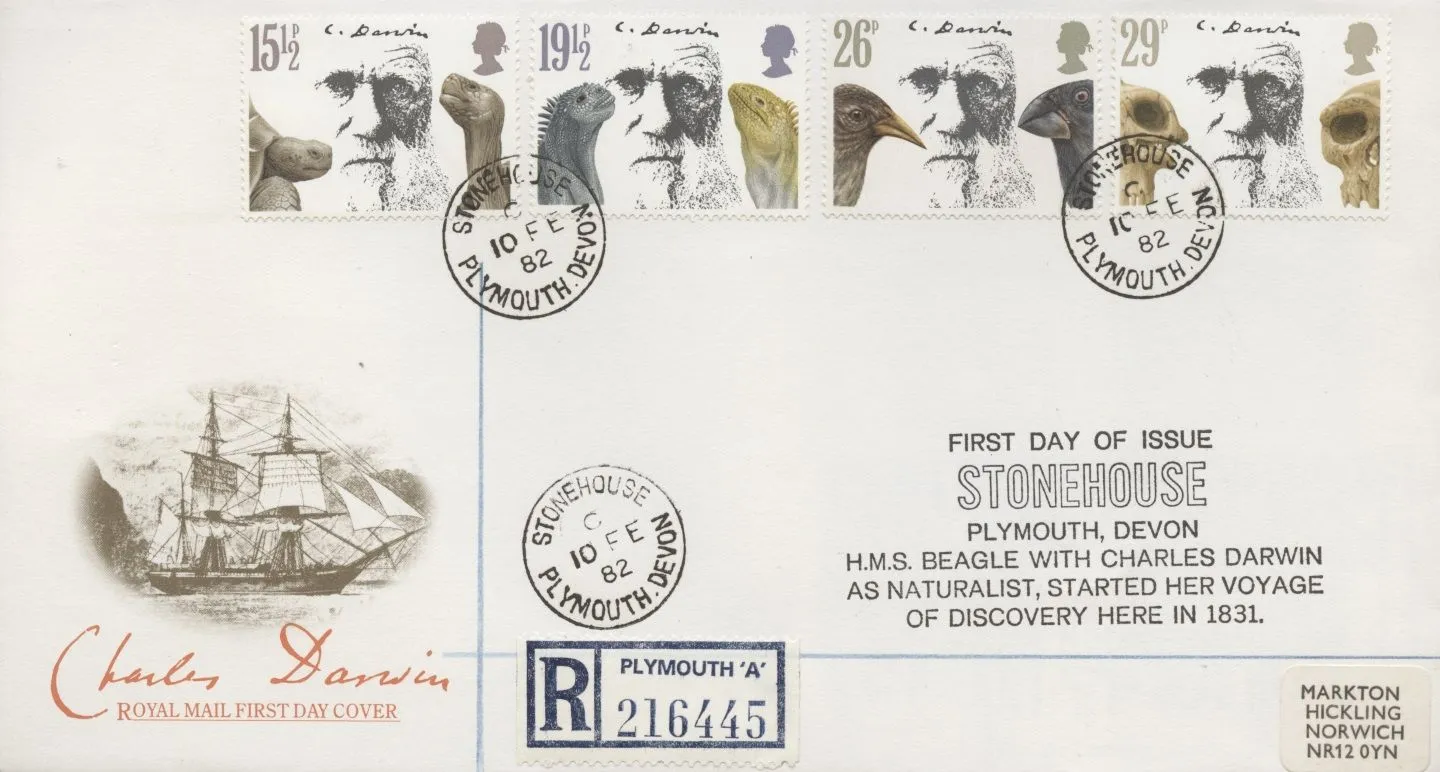 15½P
C. Darwin
19½P
C. Darwin
26P
C. Darwin
29P
C. Darwin
STONEHOUSE
C
10 FE
82
PLYMOUTH. DEVON
STONEHOUSE
C
10 FE
82
PLYMOUTH. DEVON
FIRST DAY OF ISSUE
STONEHOUSE
PLYMOUTH, DEVON
H.M.S. BEAGLE WITH CHARLES DARWIN
AS NATURALIST, STARTED HER VOYAGE
OF DISCOVERY HERE IN 1831.
STONEHOUSE
C
10 FE
82
PLYMOUTH. DEVON
Charles Darwin
ROYAL MAIL FIRST DAY COVER
R
PLYMOUTH 'A'
216445
MARKTON
HICKLING
NORWICH
NR12 0YN